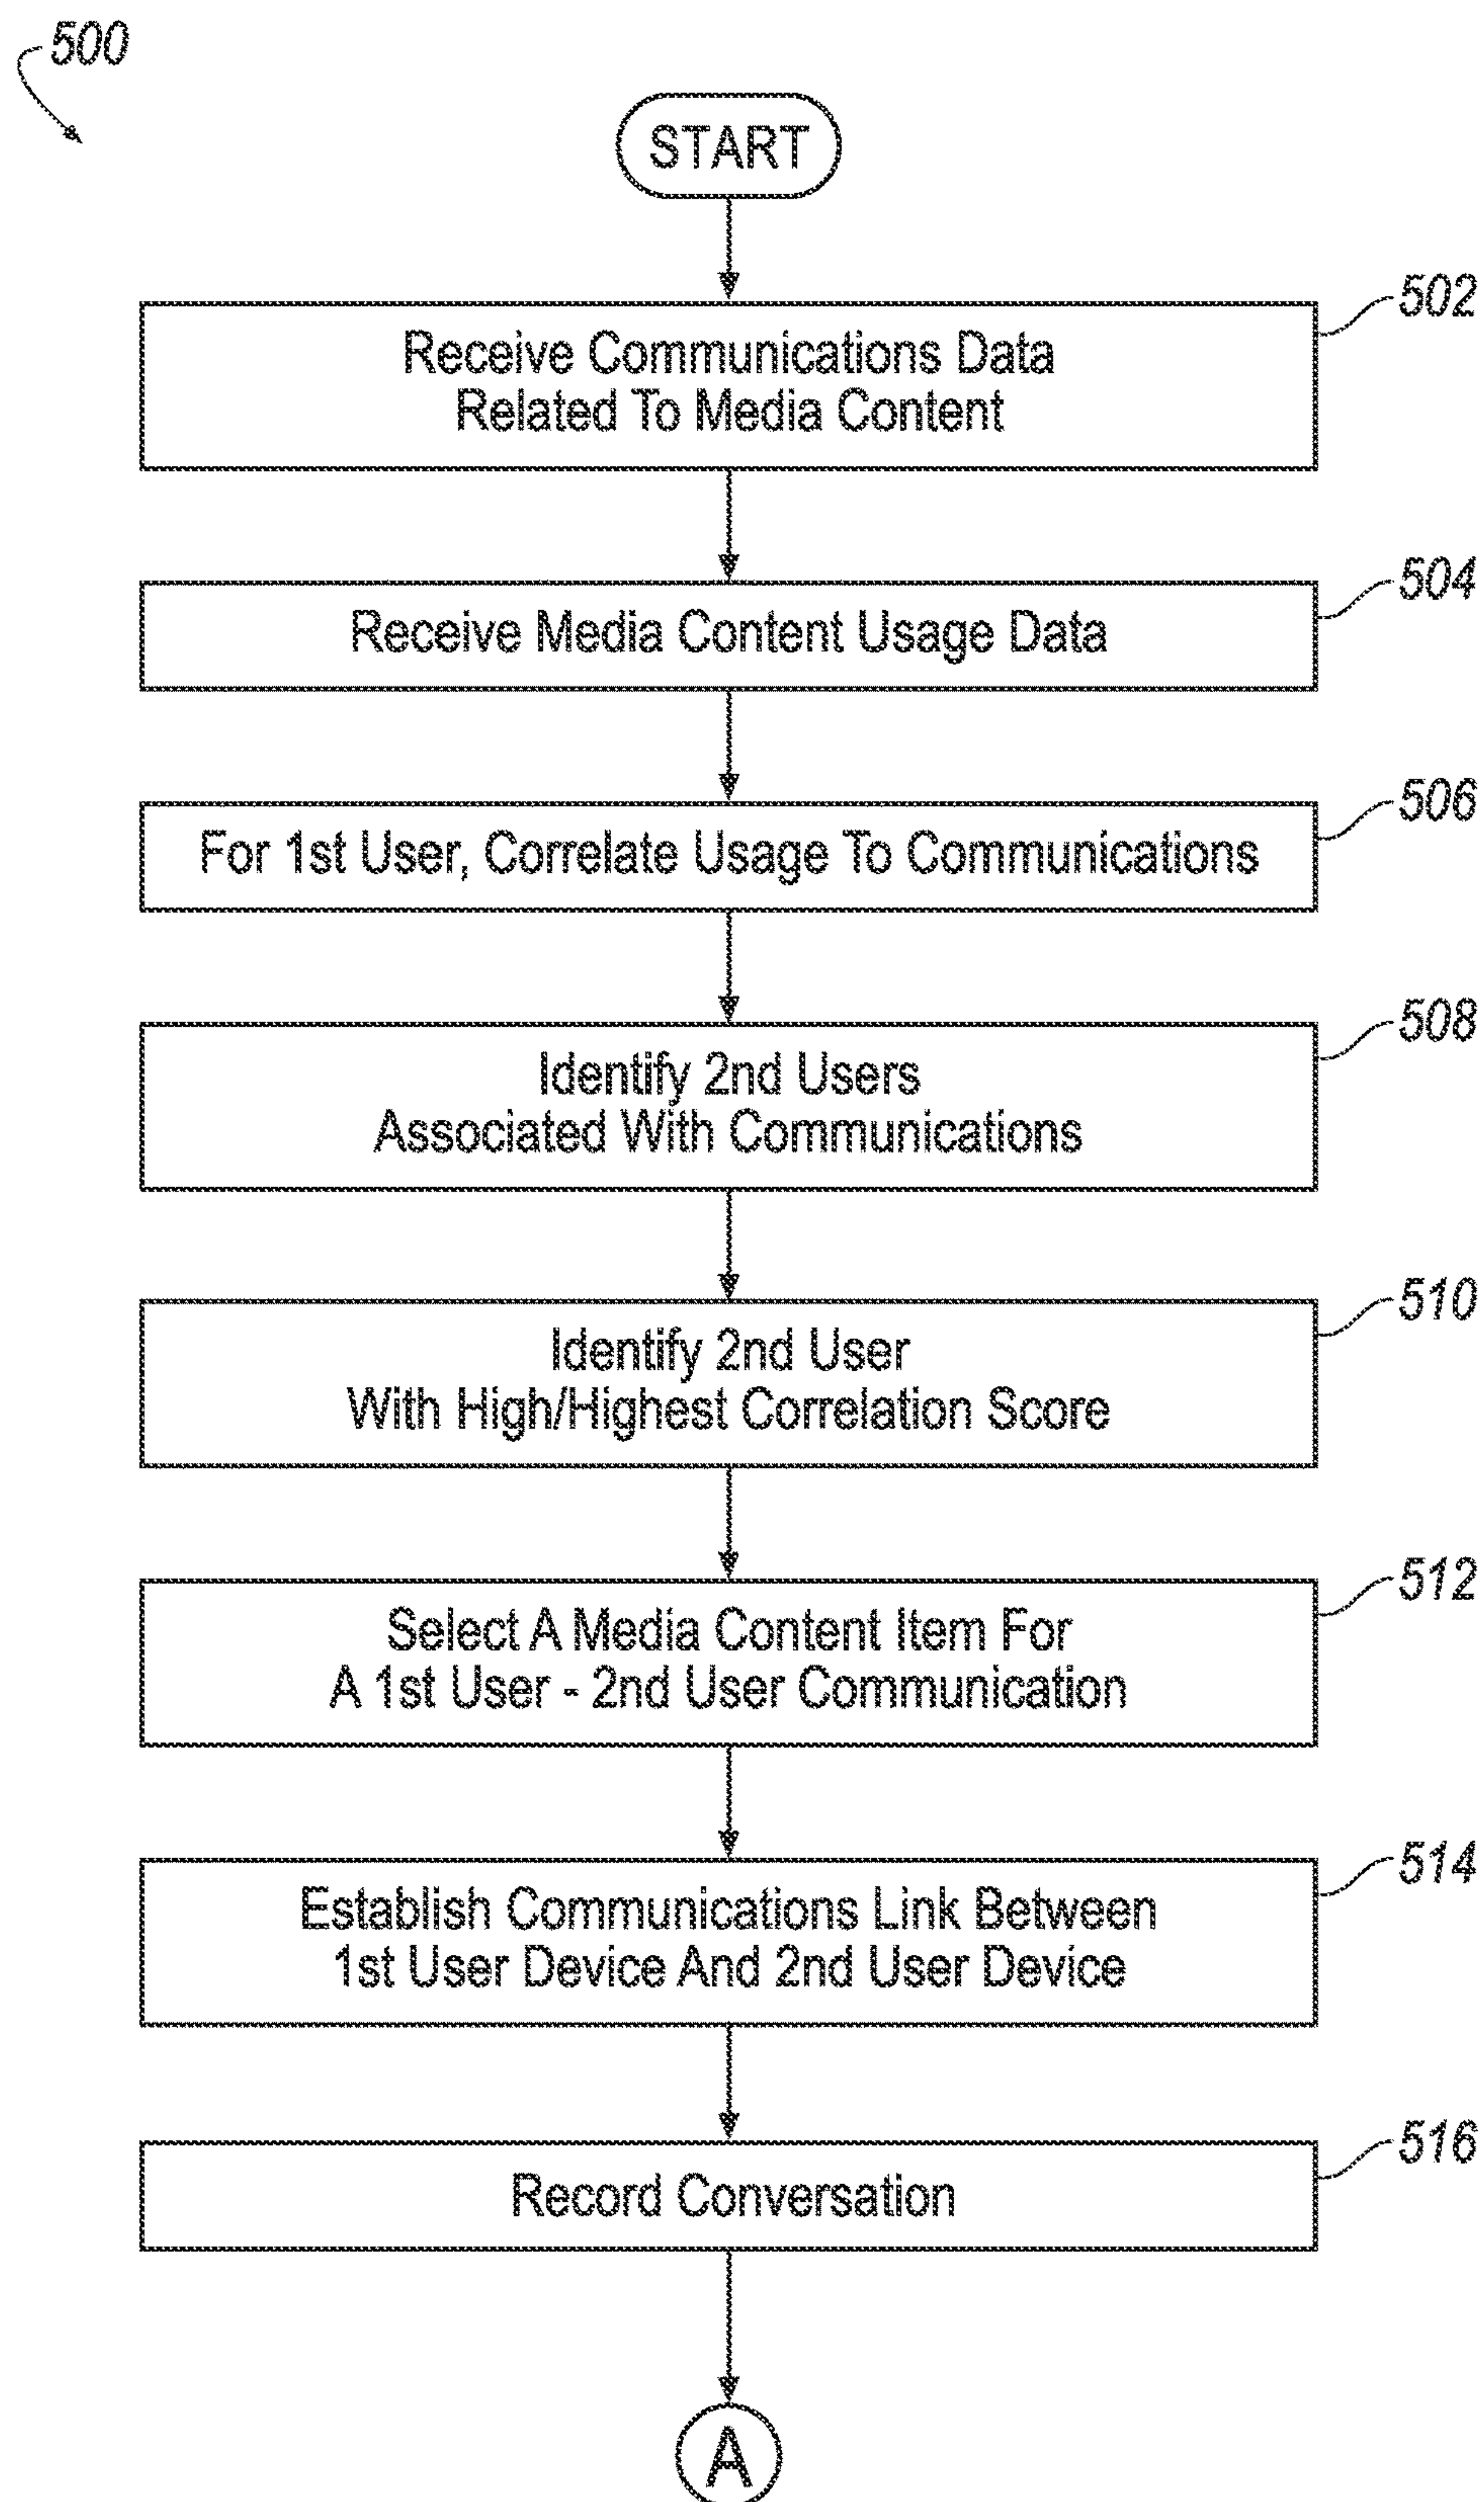 500
START
502
Receive Communications Data
Related To Media Content
504
Receive Media Content Usage Data
506
For 1st User, Correlate Usage To Communications
508
Identify 2nd Users
Associated With Communications
510
Identify 2nd User
With High/Highest Correlation Score
512
Select A Media Content Item For
A 1st User - 2nd User Communication
514
Establish Communications Link Between
1st User Device And 2nd User Device
516
Record Conversation
A